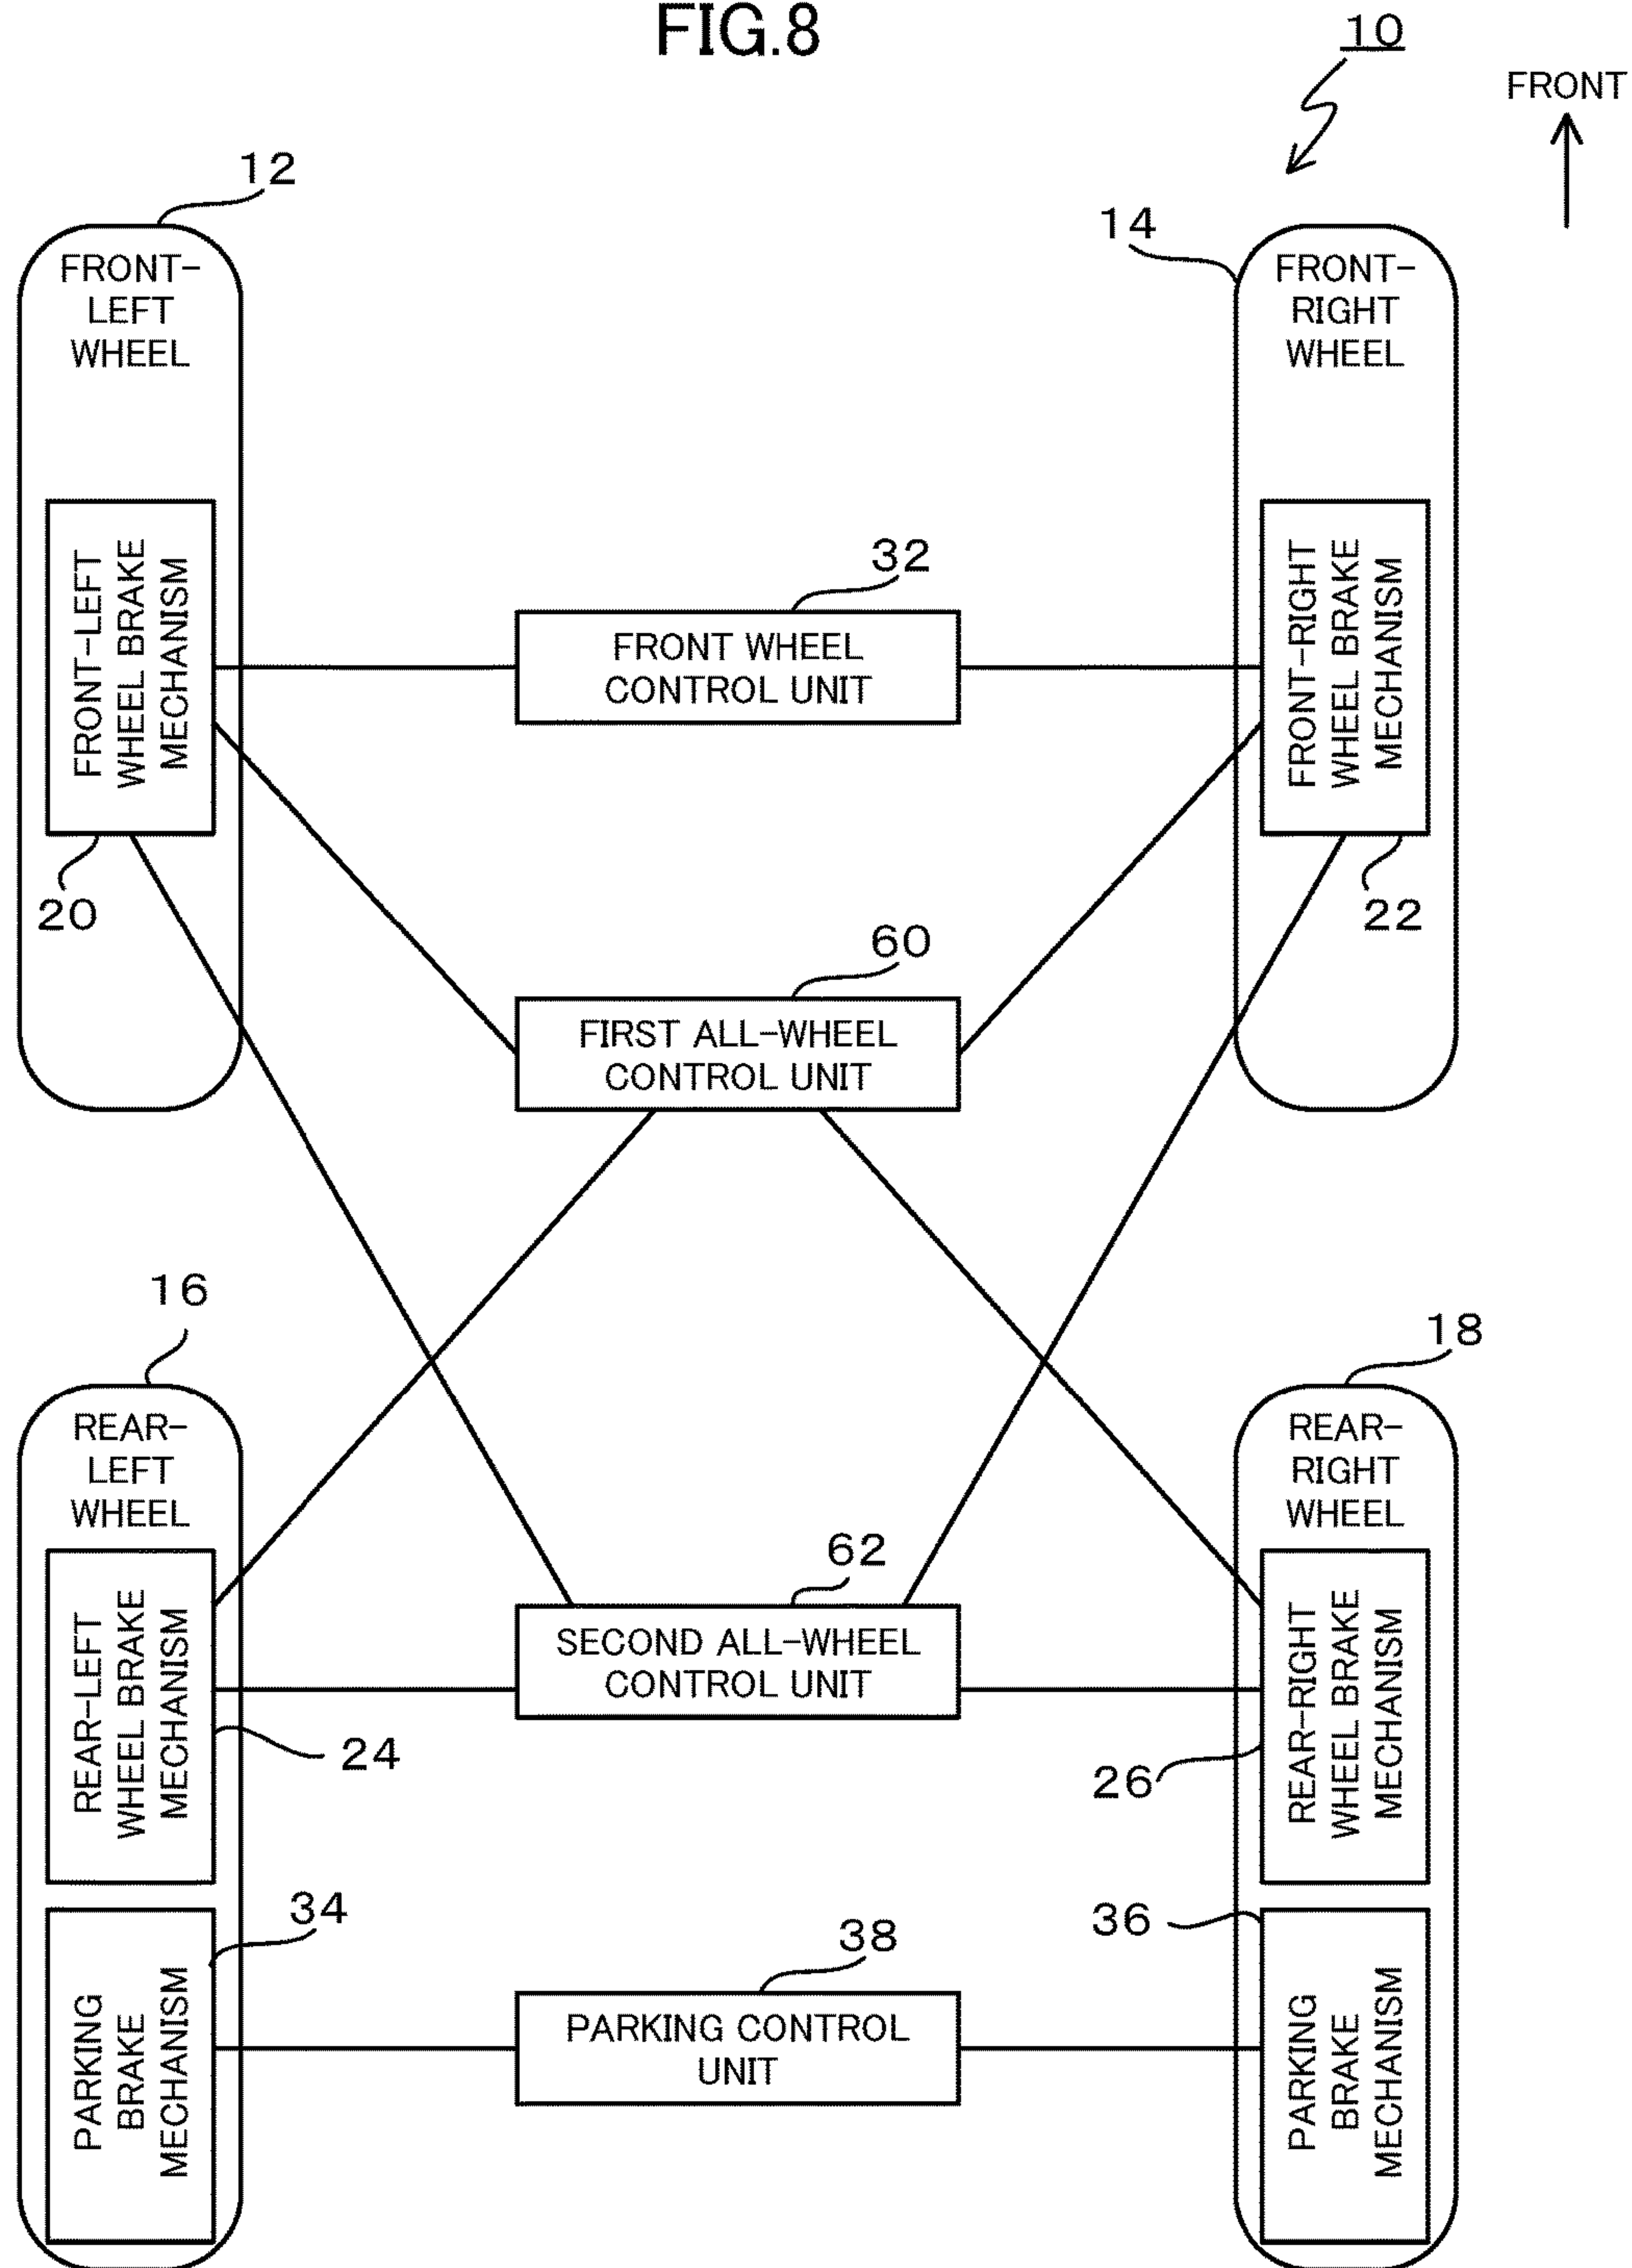 FIG.8
10
FRONT
12
14
FRONT-
LEFT
WHEEL
FRONT-
RIGHT
WHEEL
FRONT-LEFT
WHEEL BRAKE
MECHANISM
32
FRONT WHEEL
CONTROL UNIT
FRONT-RIGHT
WHEEL BRAKE
MECHANISM
20
22
60
FIRST ALL-WHEEL
CONTROL UNIT
16
18
REAR-
LEFT
WHEEL
REAR-
RIGHT
WHEEL
REAR-LEFT
WHEEL BRAKE
MECHANISM
62
SECOND ALL-WHEEL
CONTROL UNIT
REAR-RIGHT
WHEEL BRAKE
MECHANISM
24
26
34
36
PARKING
BRAKE
MECHANISM
38
PARKING CONTROL
UNIT
PARKING
BRAKE
MECHANISM